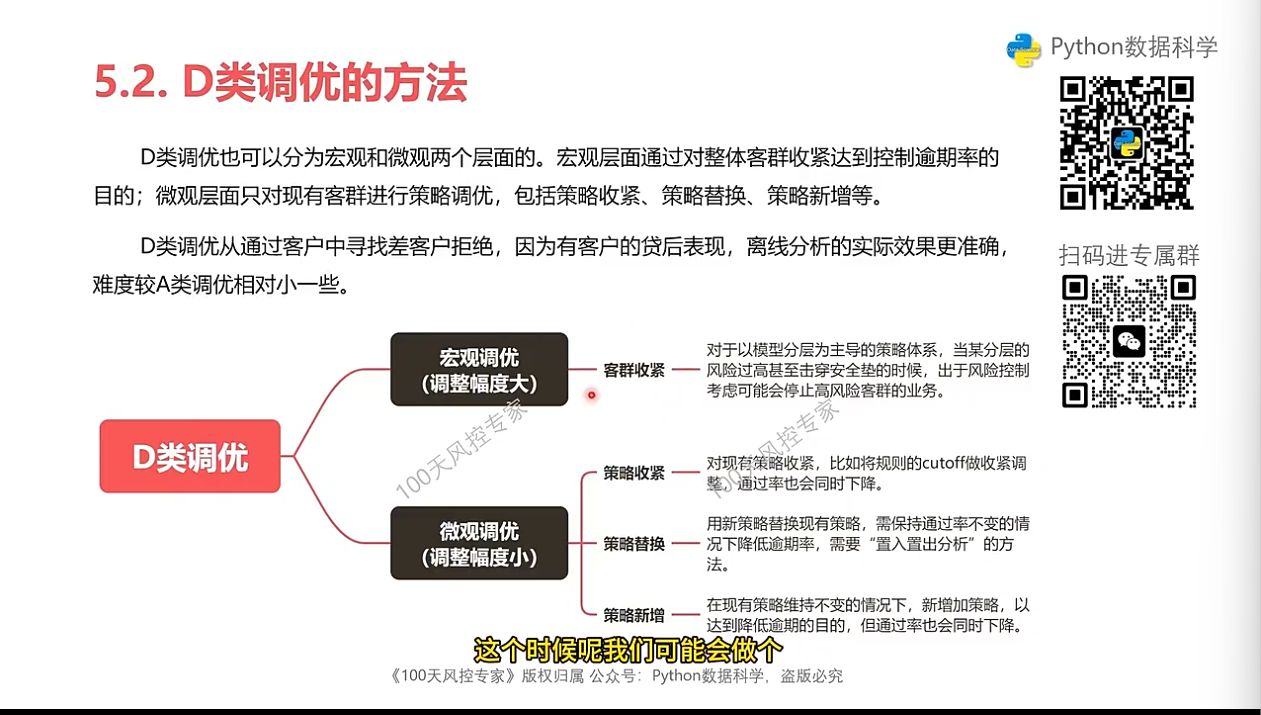 Python数据科学
5.2. D类调优的方法
D类调优也可以分为宏观和微观两个层面的。宏观层面通过对整体客群收紧达到控制逾期率的
目的；微观层面只对现有客群进行策略调优，包括策略收紧、策略替换、策略新增等。
D类调优从通过客户中寻找差客户拒绝，因为有客户的贷后表现，离线分析的实际效果更准确，
难度较A类调优相对小一些。
扫码进专属群
D类调优
宏观调优
(调整幅度大)
客群收紧
对于以模型分层为主导的策略体系，当某分层的
风险过高甚至击穿安全垫的时候，出于风险控制
考虑可能会停止高风险客群的业务。
微观调优
(调整幅度小)
策略收紧
对现有策略收紧，比如将规则的cutoff做收紧调
整，通过率也会同时下降。
策略替换
用新策略替换现有策略，需保持通过率不变的情
况下降低逾期率，需要“置入置出分析”的方
法。
策略新增
在现有策略维持不变的情况下，新增加策略，以
达到降低逾期的目的，但通过率也会同时下降。
100天风控专家
100天风控专家
这个时候呢我们可能会做个
《100天风控专家》版权归属 公众号：Python数据科学，盗版必究